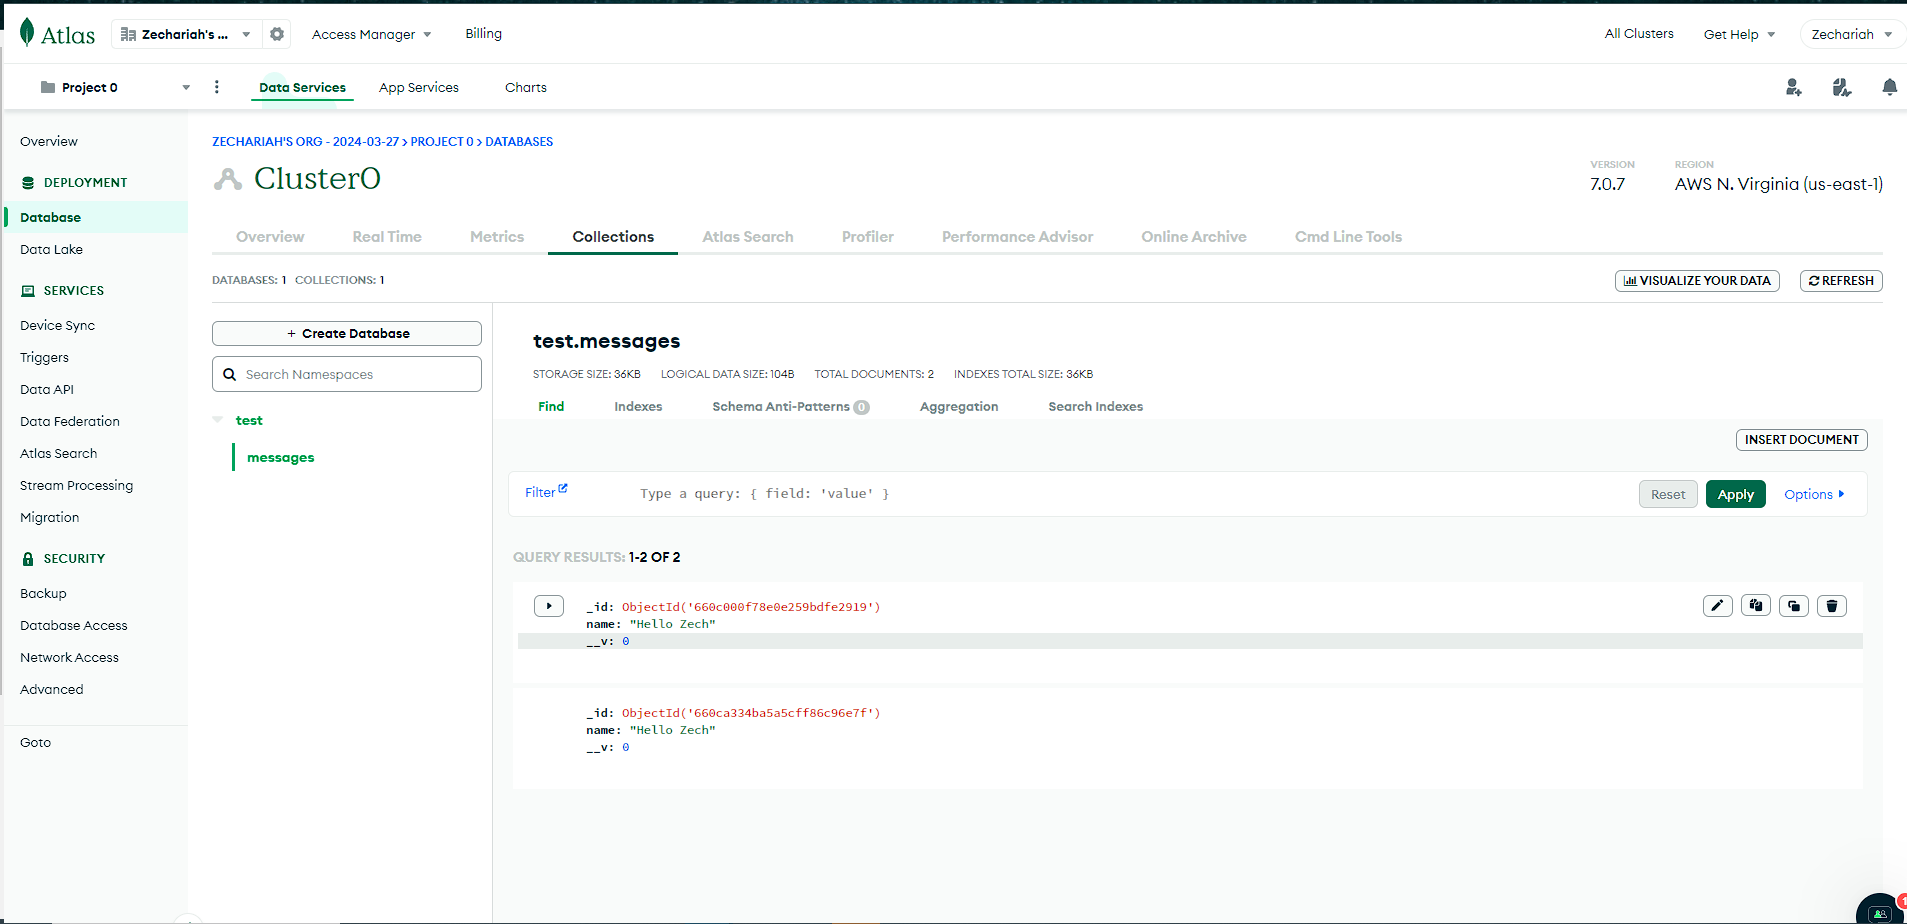 Atlas
Zechariah's ...
Access Manager
Billing
All Clusters
Get Help
Zechariah
Project 0
Data Services
App Services
Charts
Overview
DEPLOYMENT
Database
Data Lake
SERVICES
Device Sync
Triggers
Data API
Data Federation
Atlas Search
Stream Processing
Migration
SECURITY
Backup
Database Access
Network Access
Advanced
Goto
ZECHARIAH'S ORG - 2024-03-27 > PROJECT 0 > DATABASES
Cluster0
VERSION
7.0.7
REGION
AWS N. Virginia (us-east-1)
Overview
Real Time
Metrics
Collections
Atlas Search
Profiler
Performance Advisor
Online Archive
Cmd Line Tools
DATABASES: 1 COLLECTIONS: 1
VISUALIZE YOUR DATA
REFRESH
+ Create Database
Search Namespaces
test
messages
test.messages
STORAGE SIZE: 36KB LOGICAL DATA SIZE: 104B TOTAL DOCUMENTS: 2 INDEXES TOTAL SIZE: 36KB
Find
Indexes
Schema Anti-Patterns 0
Aggregation
Search Indexes
INSERT DOCUMENT
Filter
Type a query: { field: 'value' }
Reset
Apply
Options
QUERY RESULTS: 1-2 OF 2
_id: ObjectId('660c000f78e0e259bdfe2919')
name: "Hello Zech"
__v: 0
_id: ObjectId('660ca334ba5a5cff86c96e7f')
name: "Hello Zech"
__v: 0
1